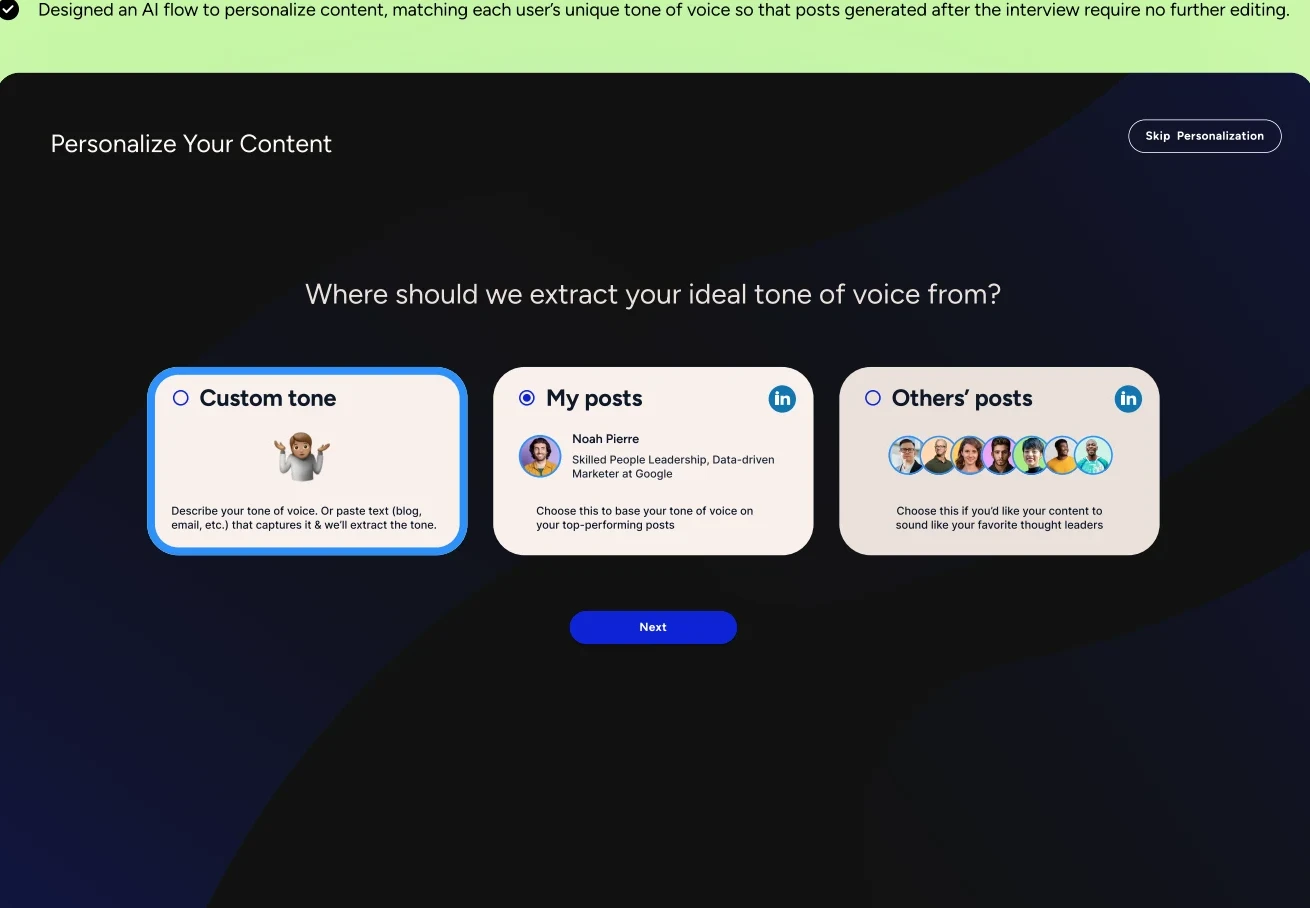 Designed an AI flow to personalize content, matching each user’s unique tone of voice so that posts generated after the interview require no further editing.
Personalize Your Content
Skip Personalization
Where should we extract your ideal tone of voice from?
Custom tone
Describe your tone of voice. Or paste text (blog,
email, etc.) that captures it & we’ll extract the tone.
My posts
in
Noah Pierre
Skilled People Leadership, Data-driven
Marketer at Google
Choose this to base your tone of voice on
your top-performing posts
Others’ posts
in
Choose this if you’d like your content to
sound like your favorite thought leaders
Next